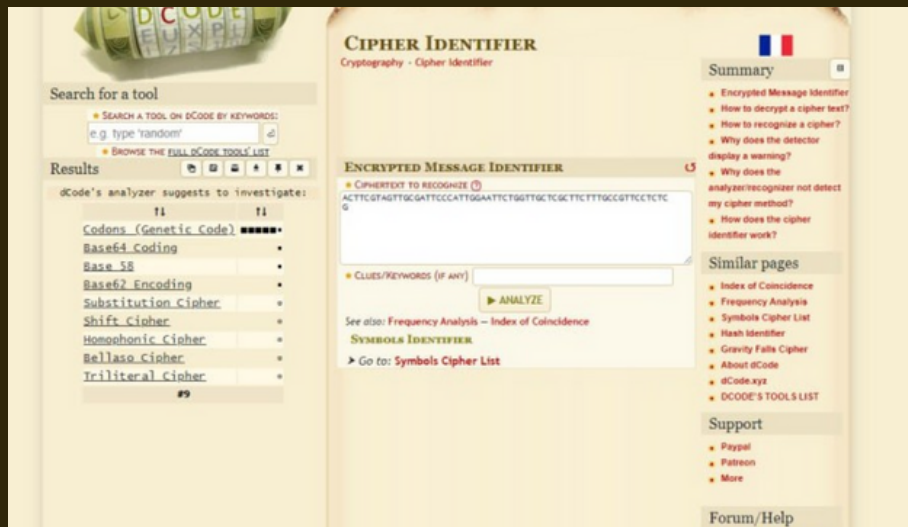 CIPHER IDENTIFIER
Cryptography - Cipher Identifier
Search for a tool
★ SEARCH A TOOL ON DCODE BY KEYWORDS:
e.g. type 'random'
★ BROWSE THE FULL DCODE TOOLS' LIST
Results
dCode's analyzer suggests to investigate:
↑↓ ↑↓
Codons (Genetic Code)
Base64 Coding
Base 58
Base62 Encoding
Substitution Cipher
Shift Cipher
Homophonic Cipher
Bellaso Cipher
Triliteral Cipher
#9
ENCRYPTED MESSAGE IDENTIFIER
★ CIPHERTEXT TO RECOGNIZE (?)
ACTTCGTAGTTGCGATTCCCATTGGAATTCTGGTTGCTCGCTTCTTTGCCGTTCCTCTC
G
★ CLUES/KEYWORDS (IF ANY)
▶ ANALYZE
See also: Frequency Analysis — Index of Coincidence
SYMBOLS IDENTIFIER
➤ Go to: Symbols Cipher List
Summary
Encrypted Message Identifier
How to decrypt a cipher text?
How to recognize a cipher?
Why does the detector
display a warning?
Why does the
analyzer/recognizer not detect
my cipher method?
How does the cipher
identifier work?
Similar pages
Index of Coincidence
Frequency Analysis
Symbols Cipher List
Hash Identifier
Gravity Falls Cipher
About dCode
dCode.xyz
DCODE'S TOOLS LIST
Support
Paypal
Patreon
More
Forum/Help